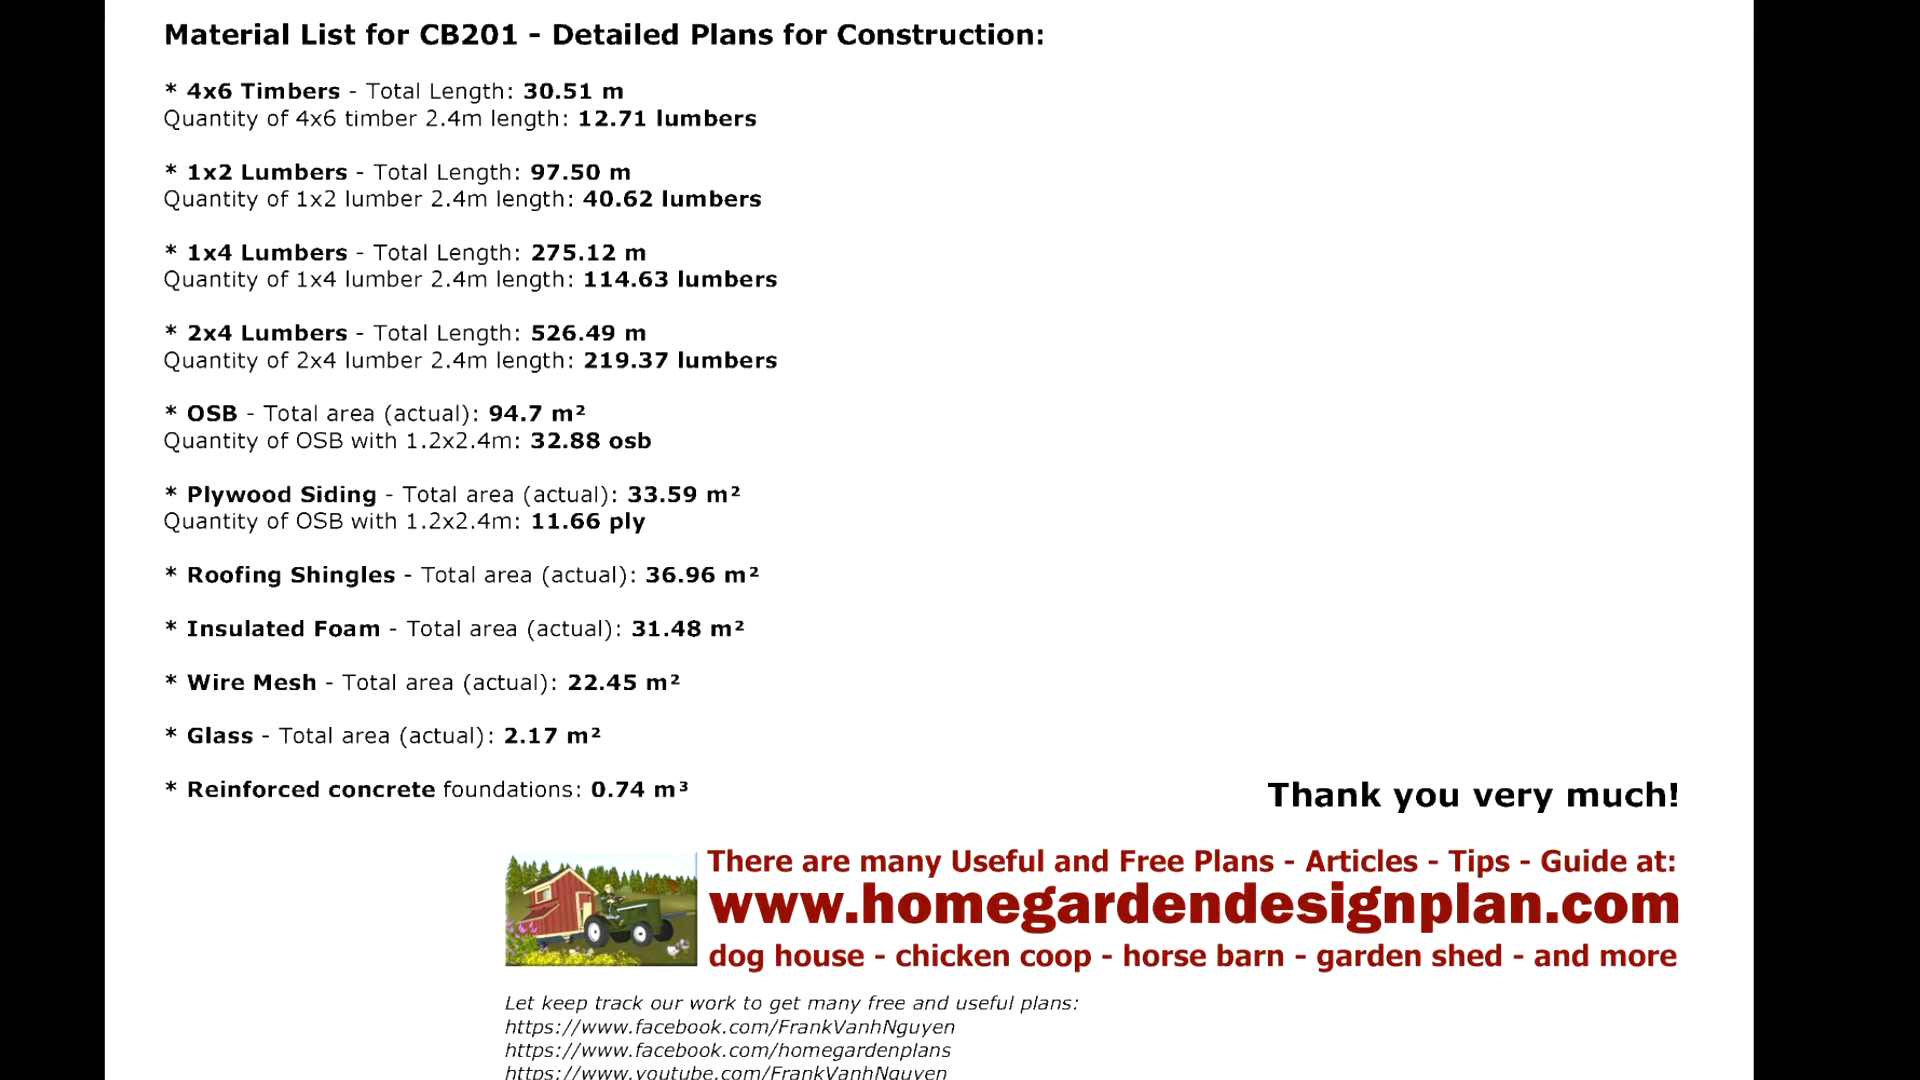 Material List for CB201 - Detailed Plans for Construction:
* 4x6 Timbers - Total Length: 30.51 m
Quantity of 4x6 timber 2.4m length: 12.71 lumbers
* 1x2 Lumbers - Total Length: 97.50 m
Quantity of 1x2 lumber 2.4m length: 40.62 lumbers
* 1x4 Lumbers - Total Length: 275.12 m
Quantity of 1x4 lumber 2.4m length: 114.63 lumbers
* 2x4 Lumbers - Total Length: 526.49 m
Quantity of 2x4 lumber 2.4m length: 219.37 lumbers
* OSB - Total area (actual): 94.7 m²
Quantity of OSB with 1.2x2.4m: 32.88 osb
* Plywood Siding - Total area (actual): 33.59 m²
Quantity of OSB with 1.2x2.4m: 11.66 ply
* Roofing Shingles - Total area (actual): 36.96 m²
* Insulated Foam - Total area (actual): 31.48 m²
* Wire Mesh - Total area (actual): 22.45 m²
* Glass - Total area (actual): 2.17 m²
* Reinforced concrete foundations: 0.74 m³
Thank you very much!
There are many Useful and Free Plans - Articles - Tips - Guide at:
www.homegardendesignplan.com
dog house - chicken coop - horse barn - garden shed - and more
Let keep track our work to get many free and useful plans:
https://www.facebook.com/FrankVanhNguyen
https://www.facebook.com/homegardenplans
https://www.youtube.com/FrankVanhNguyen